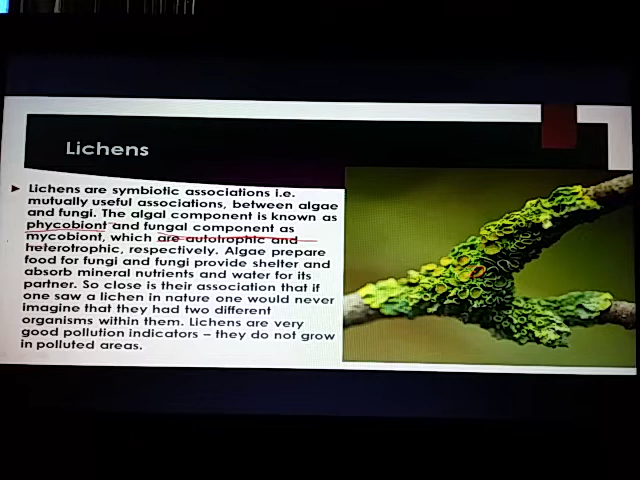 Lichens
Lichens are symbiotic associations i.e.
mutually useful associations, between algae
and fungi. The algal component is known as
phycobiont and fungal component as
mycobiont, which are autotrophic and
heterotrophic, respectively. Algae prepare
food for fungi and fungi provide shelter and
absorb mineral nutrients and water for its
partner. So close is their association that if
one saw a lichen in nature one would never
imagine that they had two different
organisms within them. Lichens are very
good pollution indicators – they do not grow
in polluted areas.